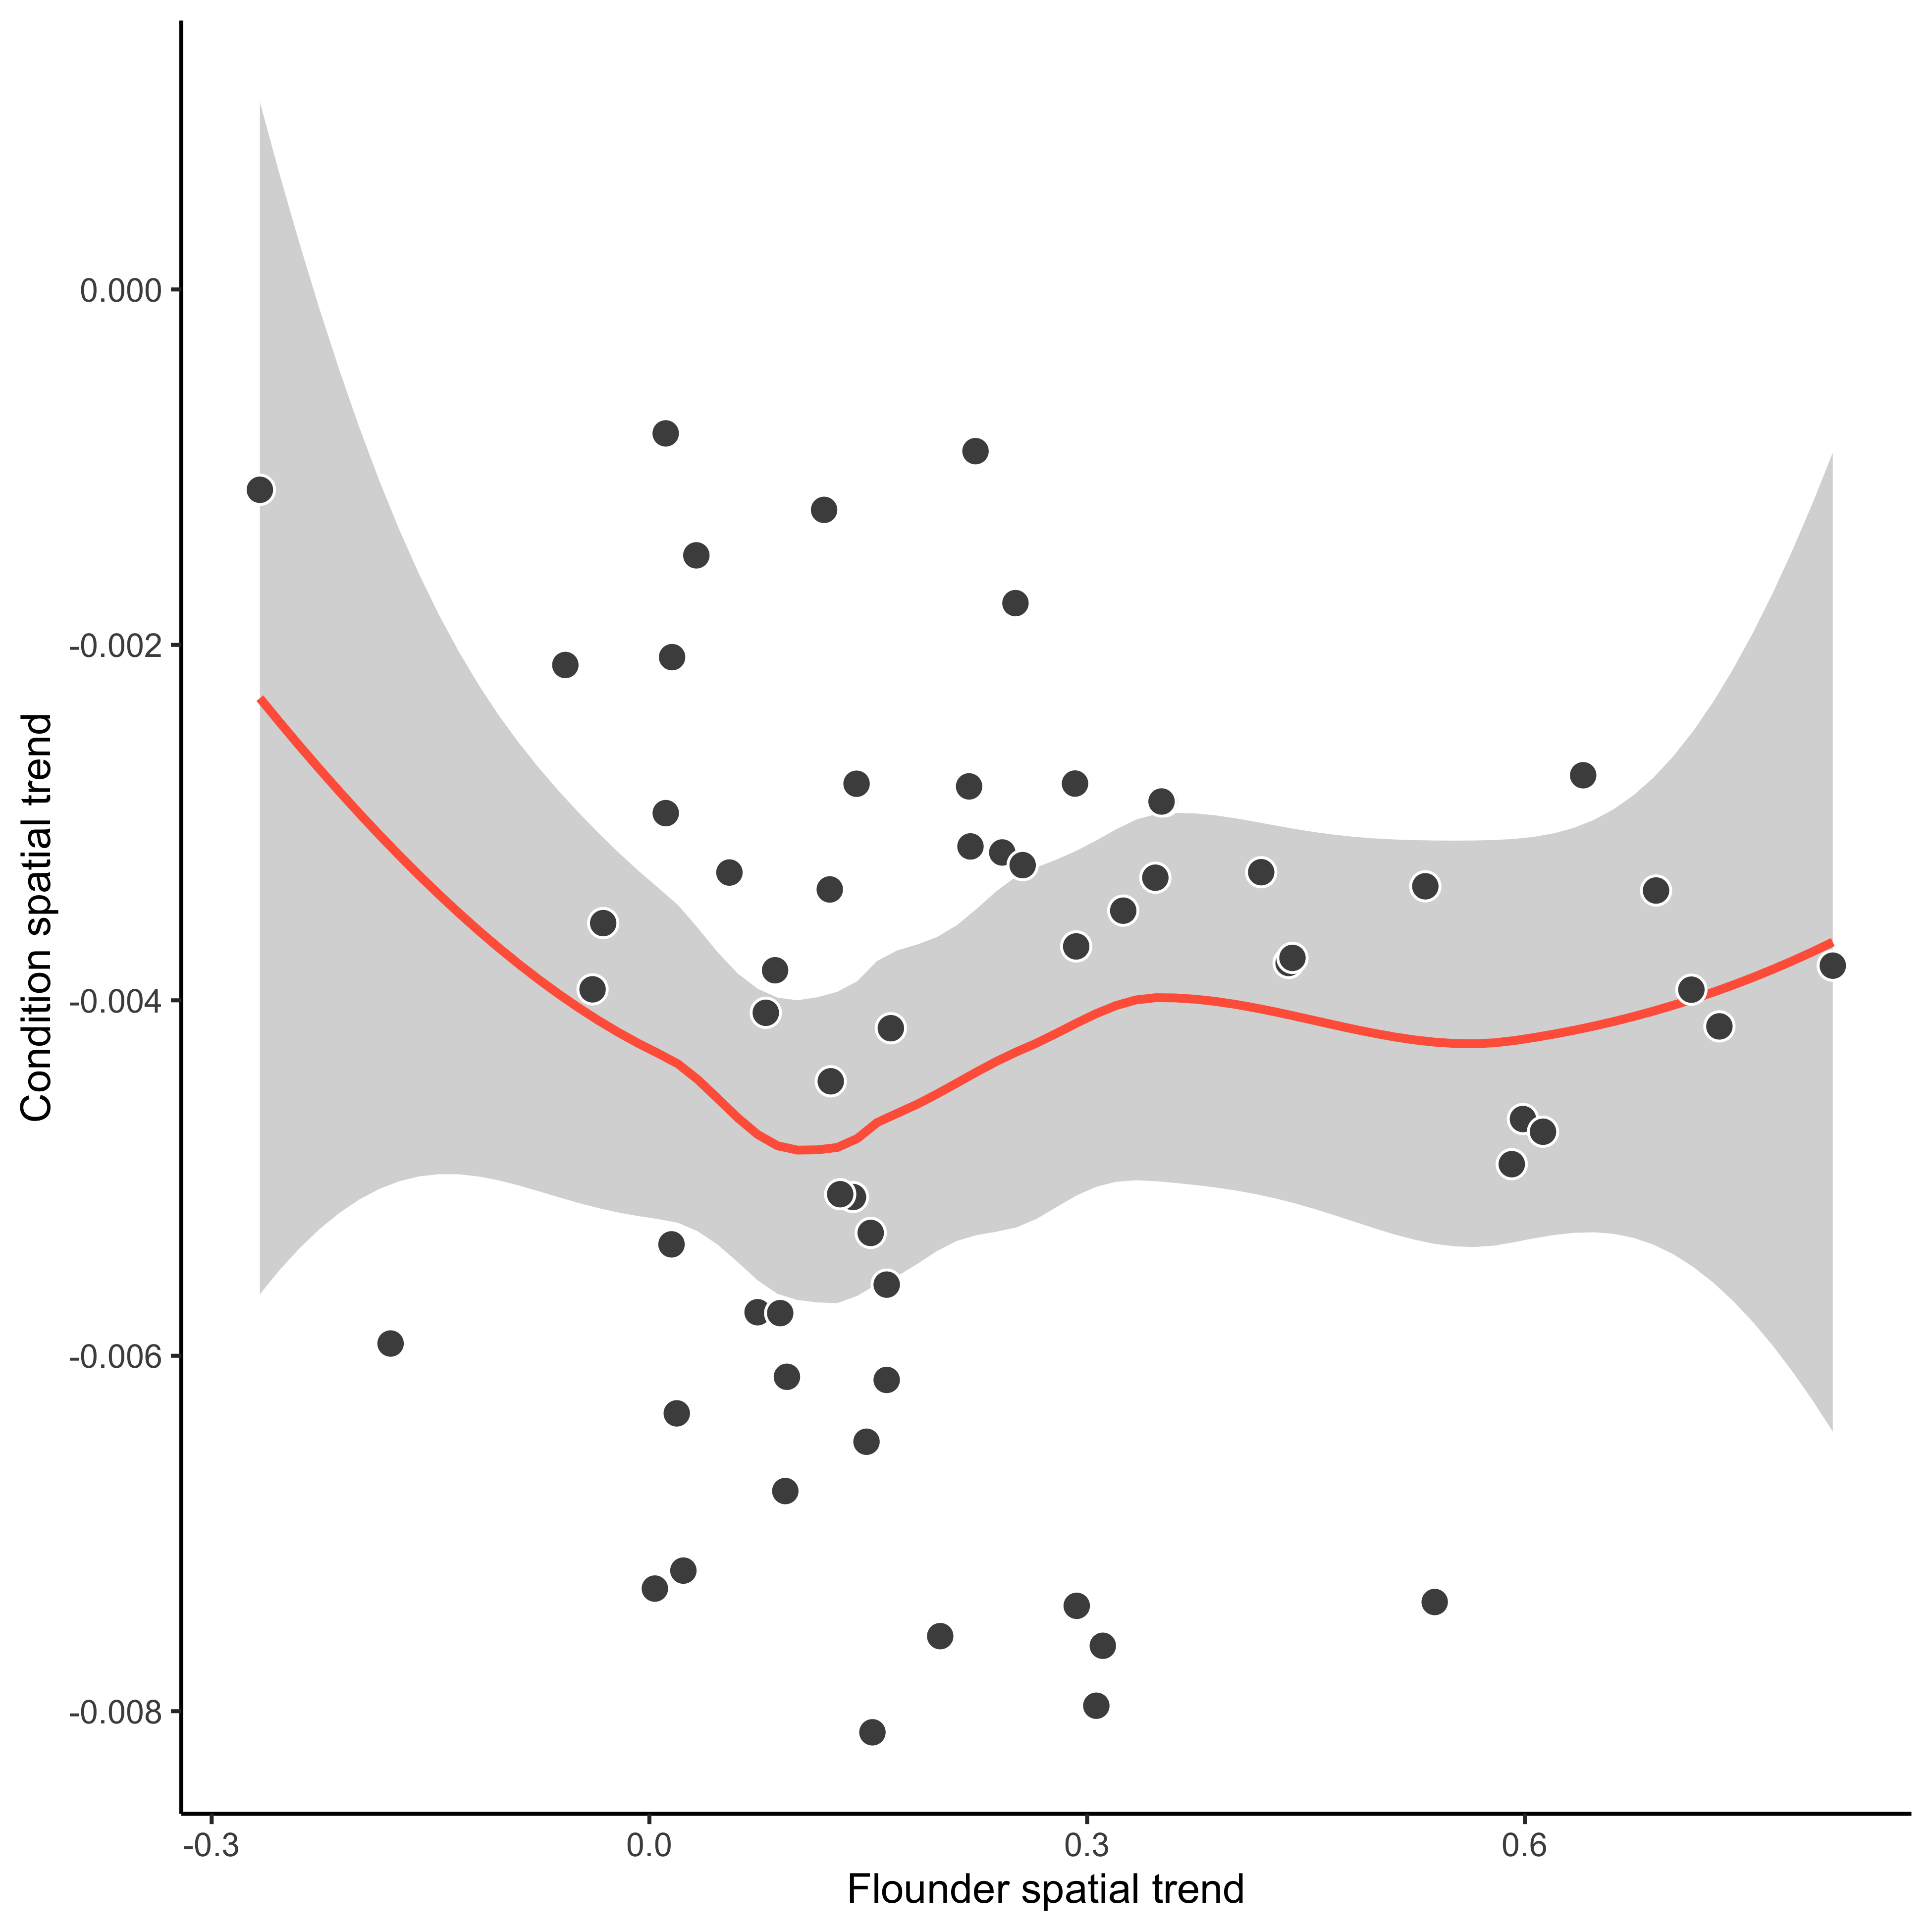 Condition spatial trend
0.000
-0.002
-0.004
-0.006
-0.008
-0.3 0.0 0.3 0.6
Flounder spatial trend